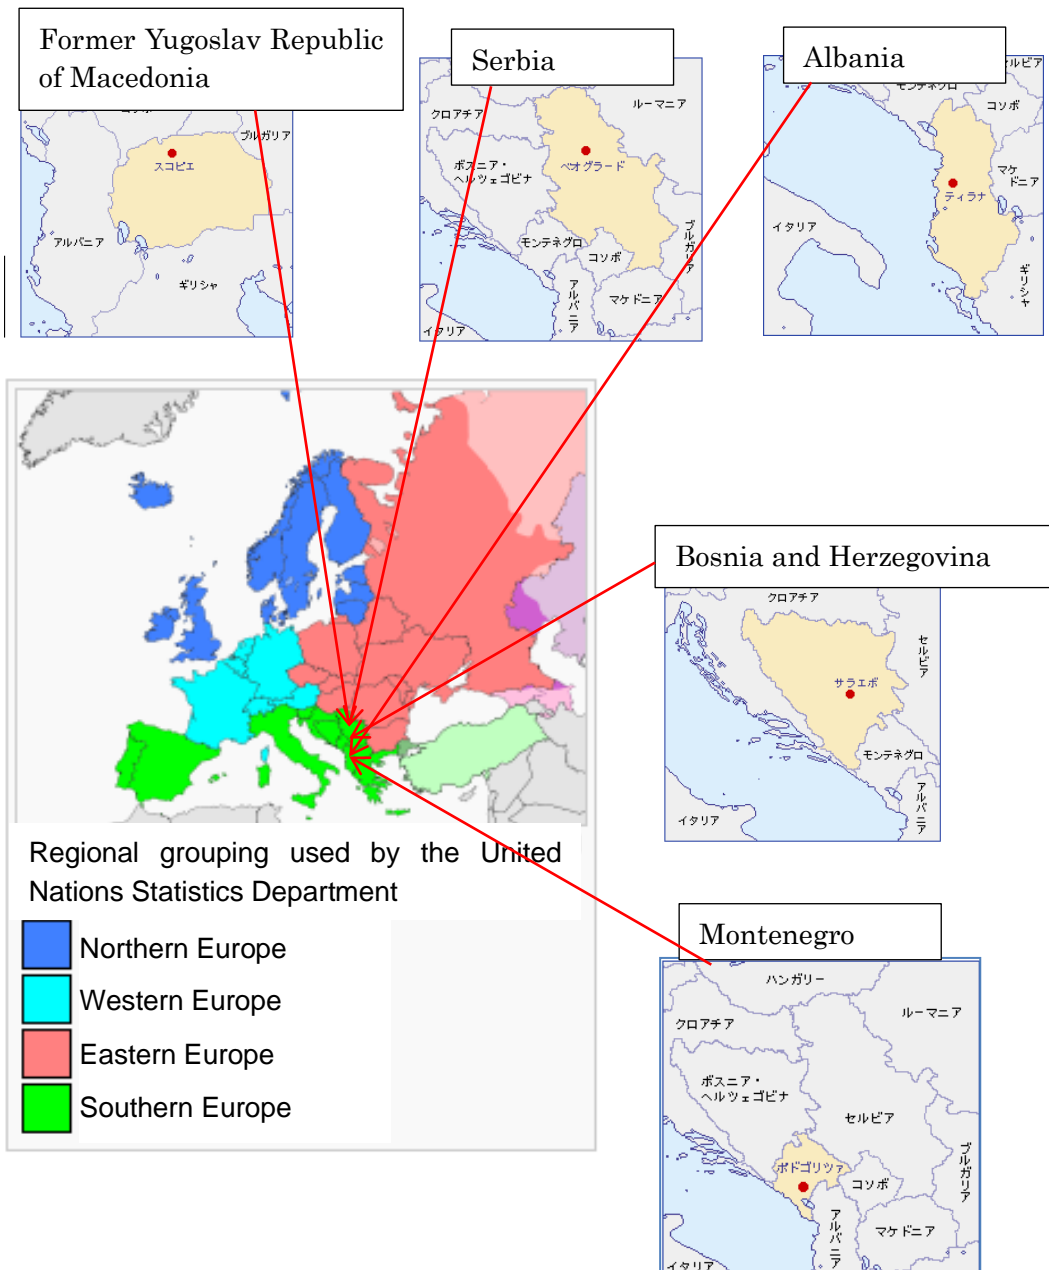 Former Yugoslav Republic
of Macedonia
ブルガリア
スコピエ
アルバニア
ギリシャ
Serbia
ルーマニア
クロアチア
ボスニア・
ヘルツェゴビナ
ベオグラード
モンテネグロ
コソボ
ブルガリア
アルバニア
マケドニア
イタリア
Albania
モンテネグロ
コソボ
マケ
ドニア
ティラナ
イタリア
ギリシャ
Bosnia and Herzegovina
クロアチア
セルビア
サラエボ
モンテネグロ
アルバニア
イタリア
Regional grouping used by the United
Nations Statistics Department
Northern Europe
Western Europe
Eastern Europe
Southern Europe
Montenegro
ハンガリー
ルーマニア
クロアチア
ボスニア・
ヘルツェゴビナ
セルビア
ブルガリア
ポドゴリツァ
コソボ
アルバニア
マケドニア
イタリア